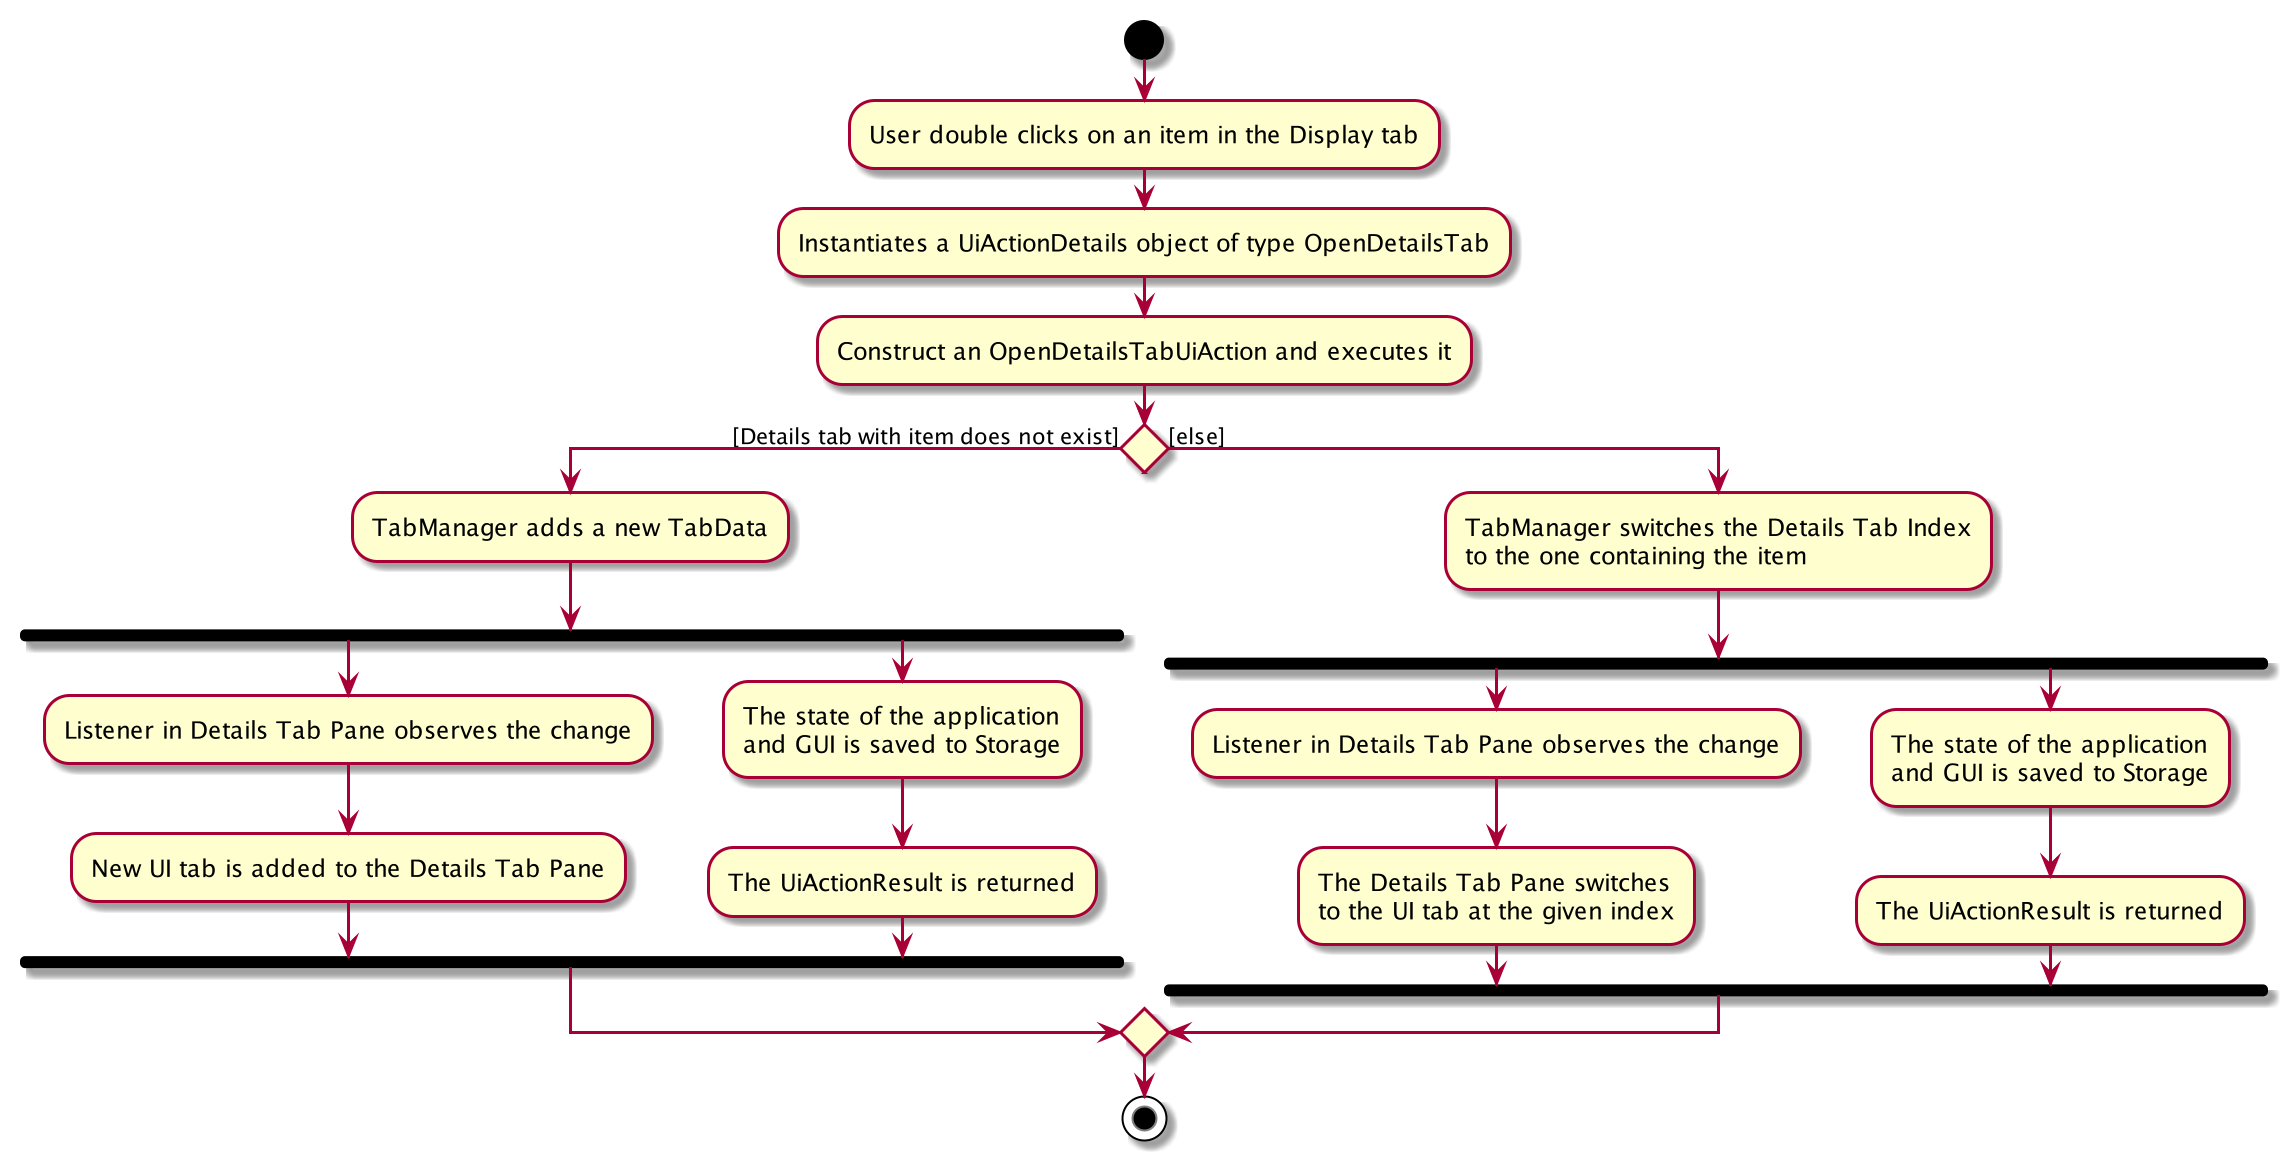 User double clicks on an item in the Display tab
Instantiates a UiActionDetails object of type OpenDetailsTab
Construct an OpenDetailsTabUiAction and executes it
[Details tab with item does not exist]
[else]
TabManager adds a new TabData
Listener in Details Tab Pane observes the change
New UI tab is added to the Details Tab Pane
The state of the application
and GUI is saved to Storage
The UiActionResult is returned
TabManager switches the Details Tab Index
to the one containing the item
Listener in Details Tab Pane observes the change
The Details Tab Pane switches
to the UI tab at the given index
The state of the application
and GUI is saved to Storage
The UiActionResult is returned